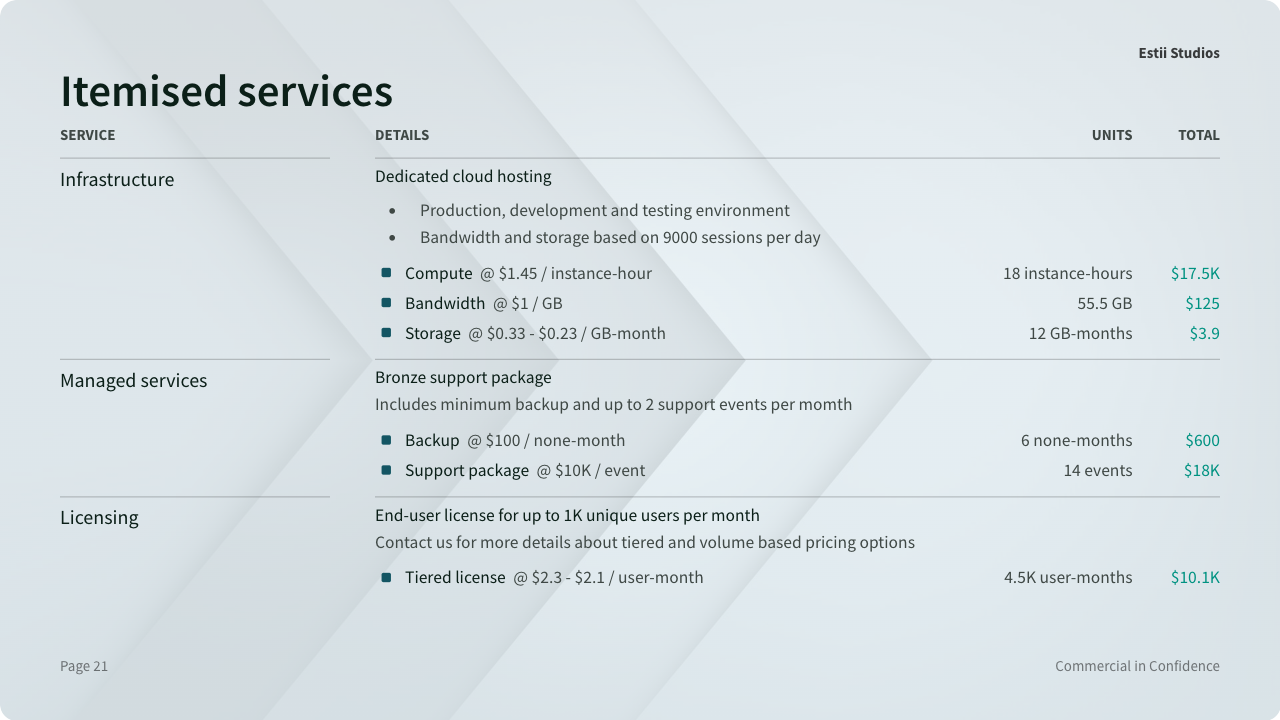 Estii Studios
Itemised services
SERVICE DETAILS UNITS TOTAL
Infrastructure Dedicated cloud hosting
• Production, development and testing environment
• Bandwidth and storage based on 9000 sessions per day
Compute @ $1.45 / instance-hour 18 instance-hours $17.5K
Bandwidth @ $1 / GB 55.5 GB $125
Storage @ $0.33 - $0.23 / GB-month 12 GB-months $3.9
Managed services Bronze support package
Includes minimum backup and up to 2 support events per momth
Backup @ $100 / none-month 6 none-months $600
Support package @ $10K / event 14 events $18K
Licensing End-user license for up to 1K unique users per month
Contact us for more details about tiered and volume based pricing options
Tiered license @ $2.3 - $2.1 / user-month 4.5K user-months $10.1K
Page 21 Commercial in Confidence